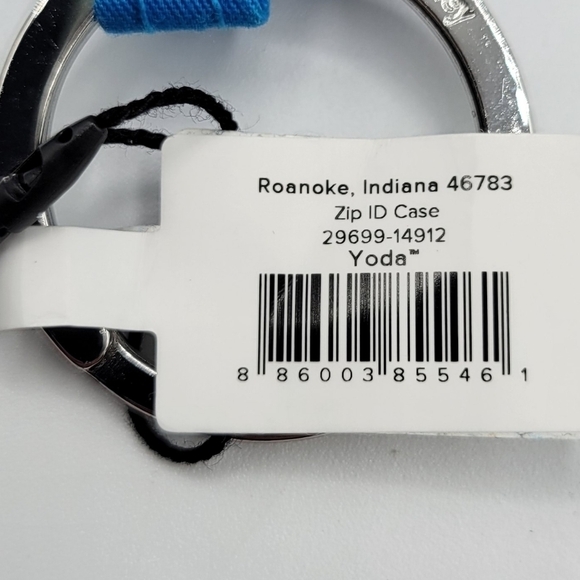 Roanoke, Indiana 46783
Zip ID Case
29699-14912
Yoda™
8 86003 85546 1